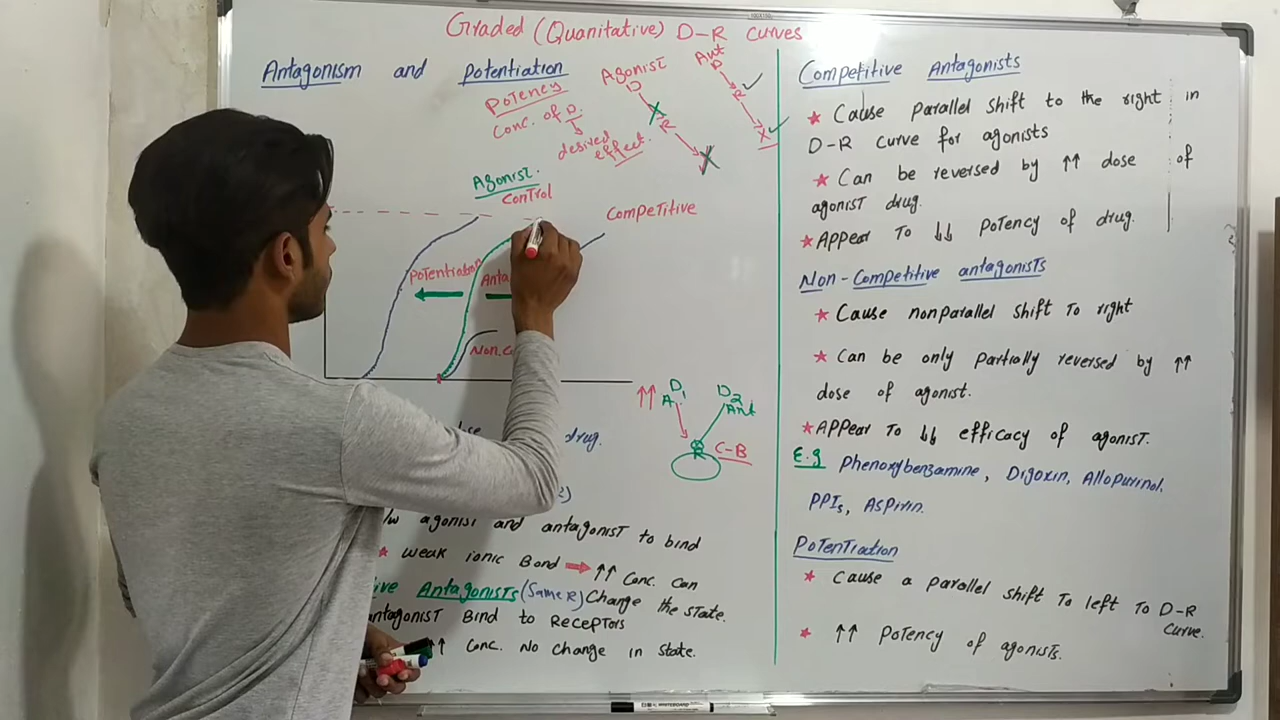 Graded (Quanitative) D-R curves
Antagonism and Potentiation
Potency
Conc. of D.
desired
effect.
Agonist
D
R
Ant
D
R
X
Agonist.
Control
Competitive
Potentiation
Non-C
D1
A
D2
Ant
R
C-B
drug.
agonist and antagonist to bind
* weak ionic Bond → ↑↑ Conc. Can
Change the state.
ive Antagonists (Same R)
antagonist Bind to Receptors
↑↑ Conc. No change in state.
Competitive Antagonists
* Cause Parallel shift to the right in
D-R curve for agonists
* Can be reversed by ↑↑ dose of
agonist drug.
* Appear To ↓↓ Potency of drug.
Non-Competitive antagonists
* Cause nonparallel shift To right
* Can be only partially reversed by ↑↑
dose of agonist.
* Appear To ↓↓ efficacy of agonist.
E.g Phenoxybenzamine, Digoxin, Allopurinol,
PPIs, Aspirin.
Potentiation
* Cause a parallel shift To left To D-R
Curve.
* ↑↑ Potency of agonists.